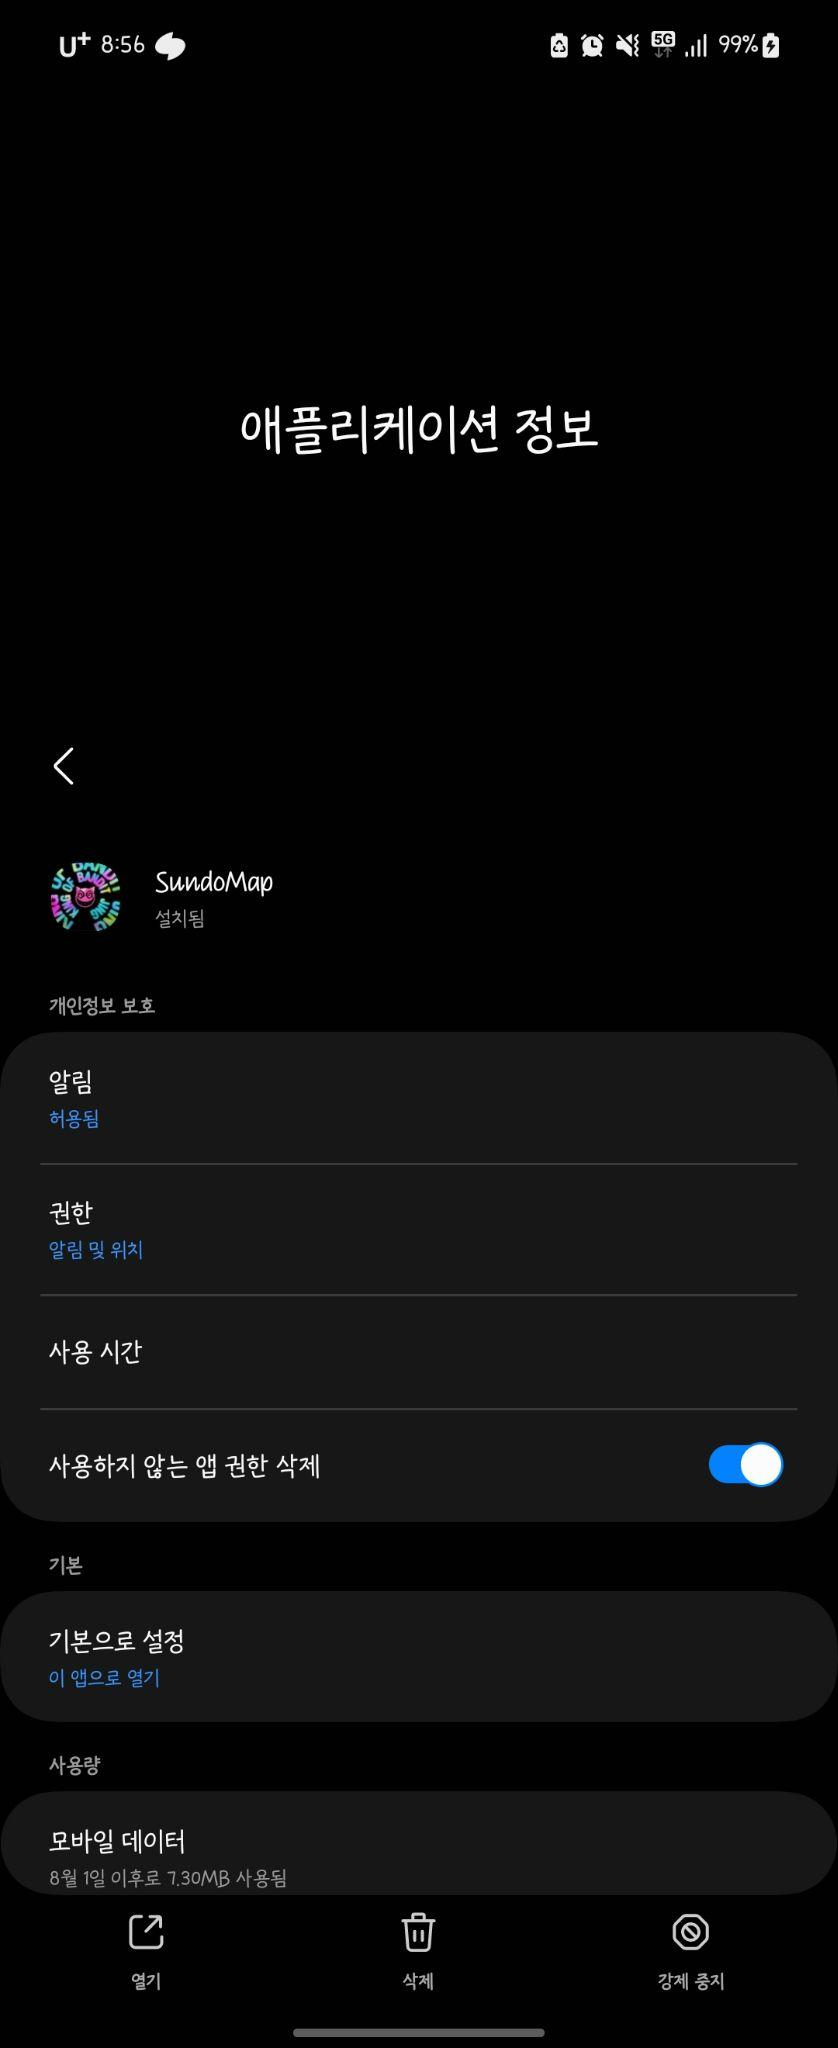 U+ 8:56 5G 99%
애플리케이션 정보
SundoMap
설치됨
개인정보 보호
알림
허용됨
권한
알림 및 위치
사용 시간
사용하지 않는 앱 권한 삭제
기본
기본으로 설정
이 앱으로 열기
사용량
모바일 데이터
8월 1일 이후로 7.30MB 사용됨
열기 삭제 강제 중지